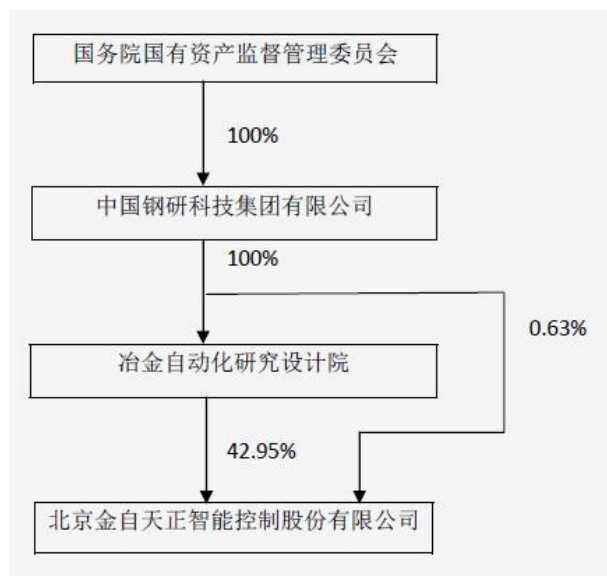 国务院国有资产监督管理委员会
100%
中国钢研科技集团有限公司
100%
0.63%
冶金自动化研究设计院
42.95%
北京金自天正智能控制股份有限公司